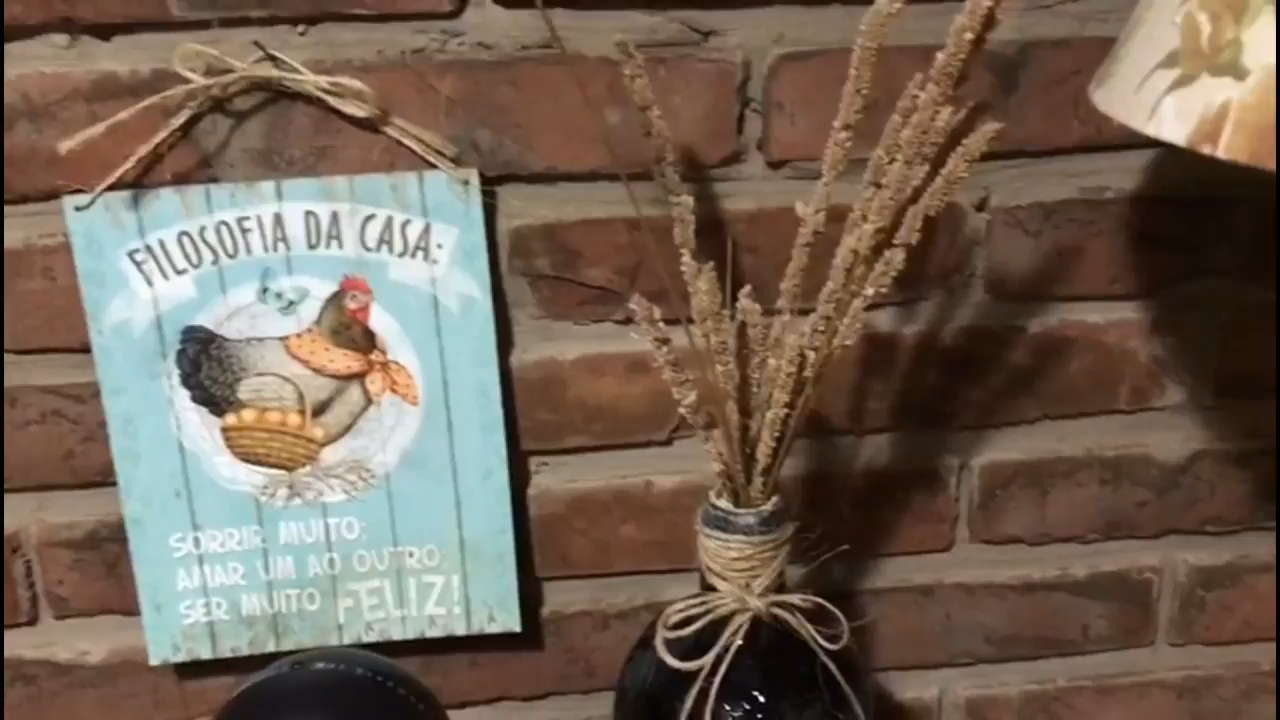 FILOSOFIA DA CASA:
SORRIR MUITO;
AMAR UM AO OUTRO
SER MUITO FELIZ!